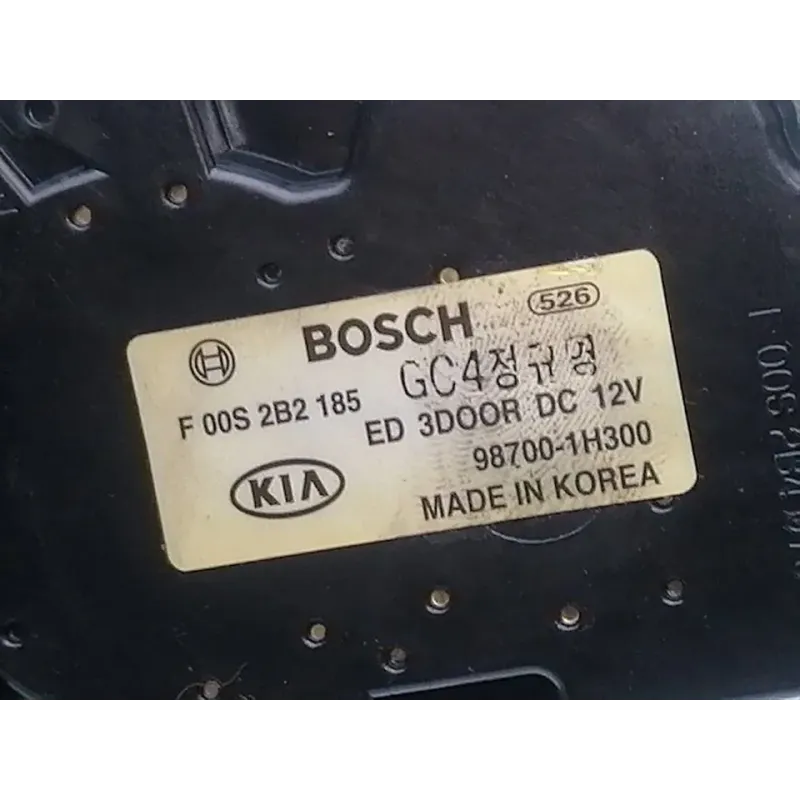 BOSCH
526
F 00S 2B2 185
GC4정규정
ED 3DOOR DC 12V
98700-1H300
KIA
MADE IN KOREA